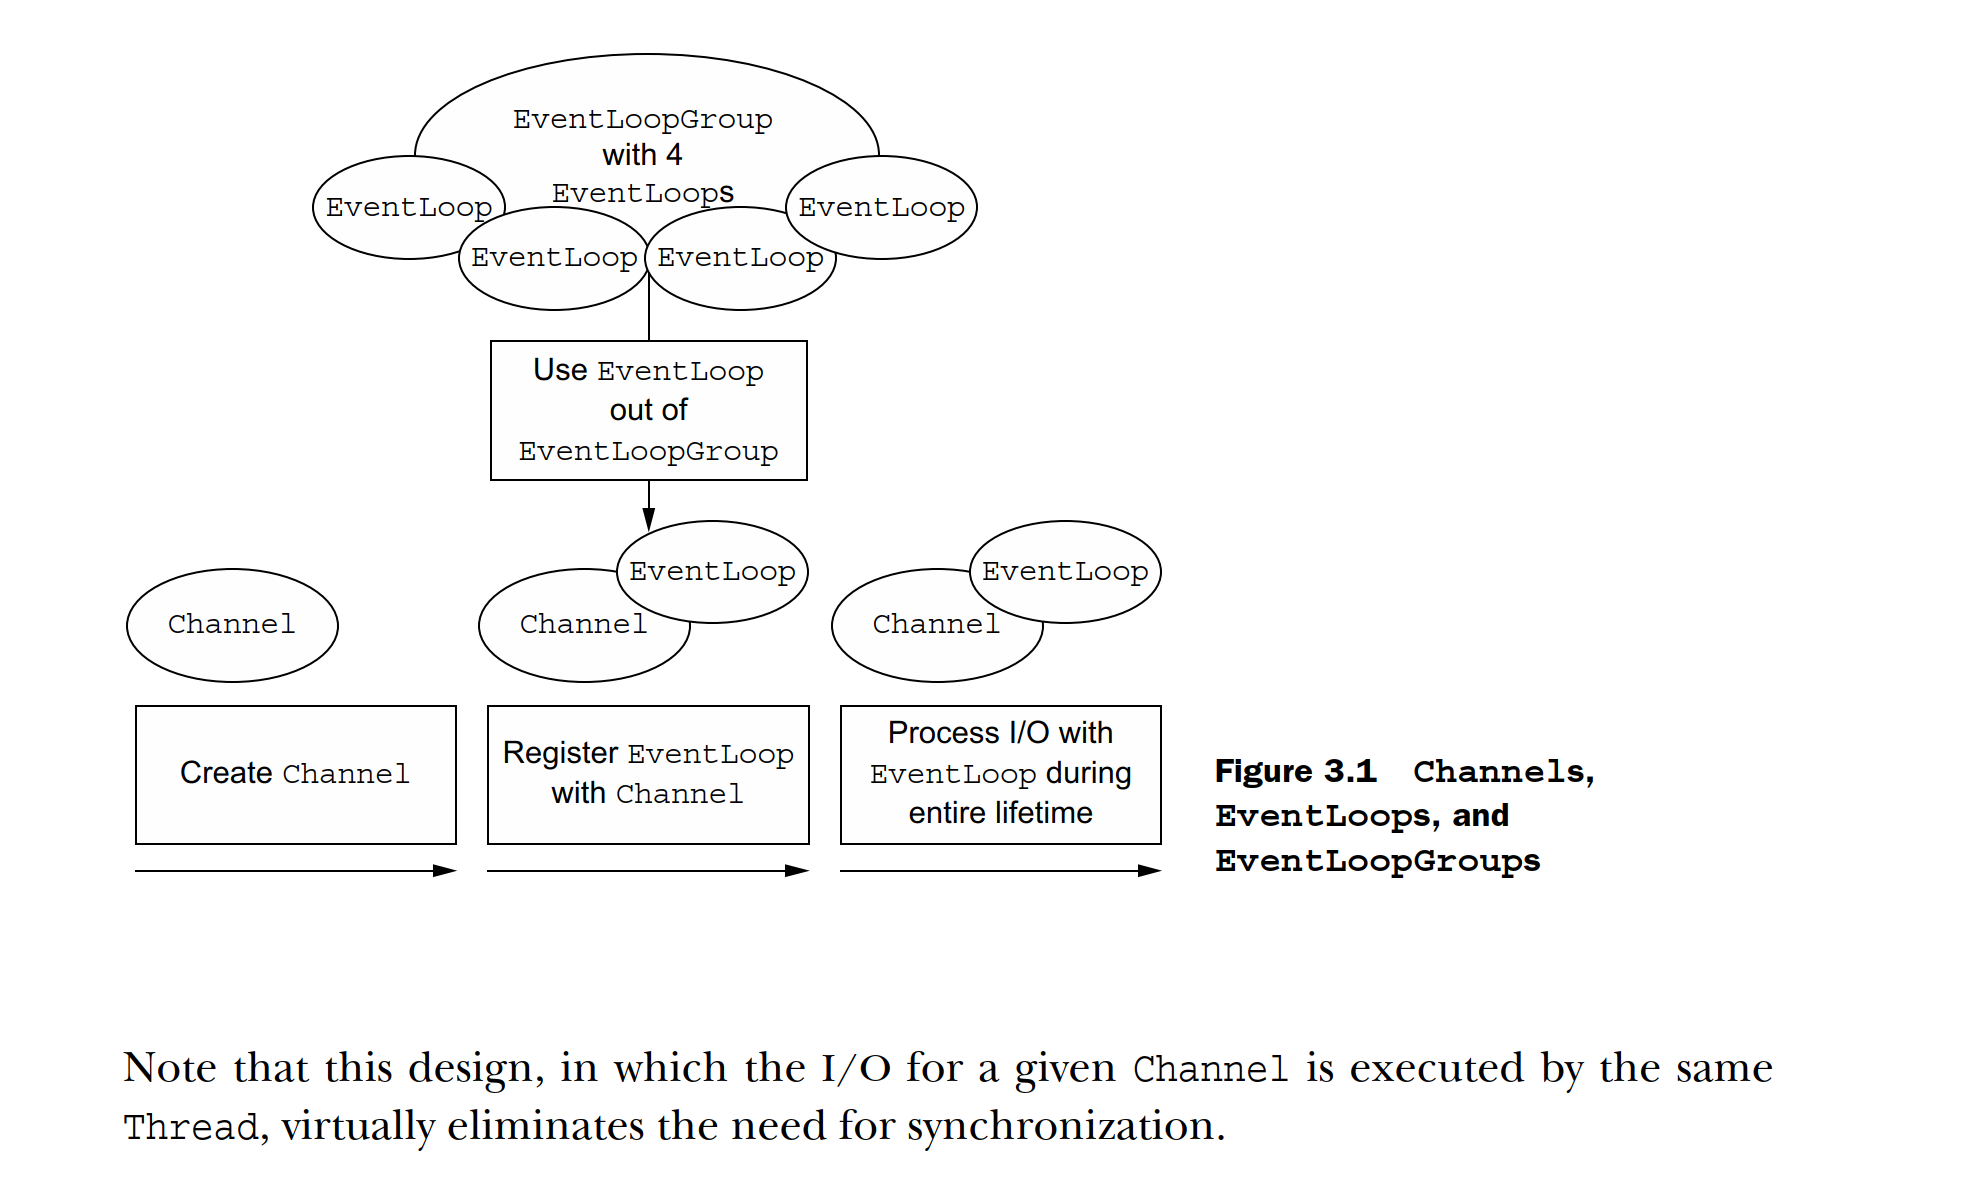 EventLoopGroup
with 4
EventLoops
EventLoop
EventLoop
EventLoop
EventLoop
Use EventLoop
out of
EventLoopGroup
EventLoop
EventLoop
Channel
Channel
Channel
Create Channel
Register EventLoop
with Channel
Process I/O with
EventLoop during
entire lifetime
Figure 3.1 Channels,
EventLoops, and
EventLoopGroups
Note that this design, in which the I/O for a given Channel is executed by the same
Thread, virtually eliminates the need for synchronization.